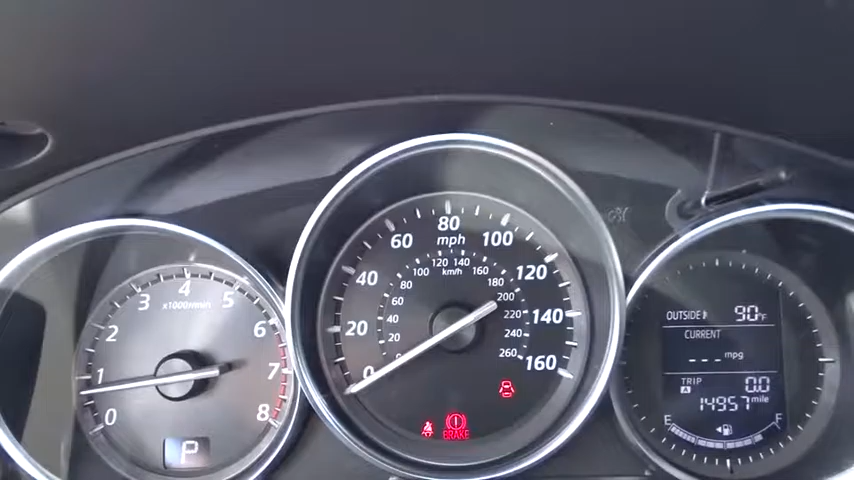 0
1
2
3
4
5
6
7
8
x1000r/min
P
0
20
40
60
80
100
120
140
160
mph
0
20
40
60
80
100
120
140
160
180
200
220
240
260
km/h
BRAKE
OUTSIDE 90°F
CURRENT
--- mpg
TRIP A 0.0
14957 mile
E F